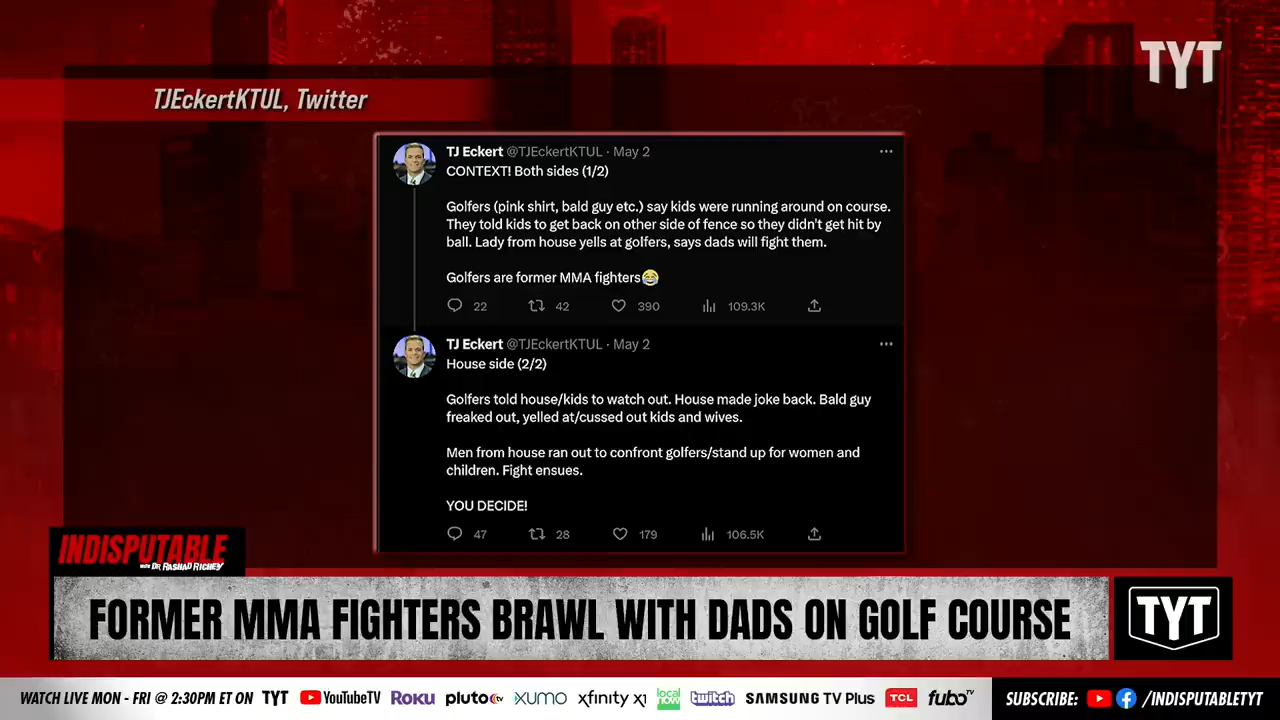 TYT
TJEckertKTUL, Twitter
TJ Eckert @TJEckertKTUL · May 2
CONTEXT! Both sides (1/2)
Golfers (pink shirt, bald guy etc.) say kids were running around on course.
They told kids to get back on other side of fence so they didn't get hit by
ball. Lady from house yells at golfers, says dads will fight them.
Golfers are former MMA fighters😂
22 42 390 109.3K
TJ Eckert @TJEckertKTUL · May 2
House side (2/2)
Golfers told house/kids to watch out. House made joke back. Bald guy
freaked out, yelled at/cussed out kids and wives.
Men from house ran out to confront golfers/stand up for women and
children. Fight ensues.
YOU DECIDE!
47 28 179 106.5K
INDISPUTABLE
WITH DR. RASHAD RICHEY
FORMER MMA FIGHTERS BRAWL WITH DADS ON GOLF COURSE
TYT
WATCH LIVE MON - FRI @ 2:30PM ET ON TYT YouTubeTV ROKU pluto tv XUMO xfinity x1 local now twitch SAMSUNG TV Plus TCL fubo TV SUBSCRIBE: /INDISPUTABLETYT